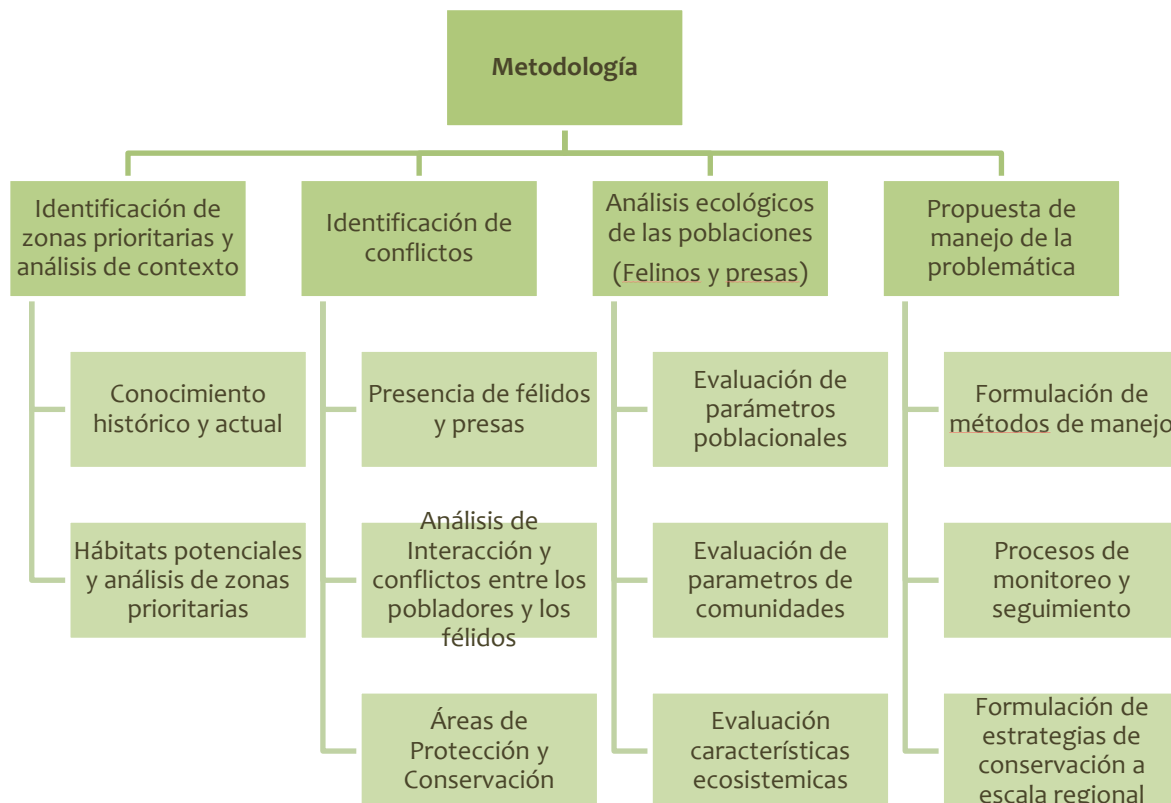 Metodología
Identificación de
zonas prioritarias y
análisis de contexto
Identificación de
conflictos
Análisis ecológicos
de las poblaciones
(Felinos y presas)
Propuesta de
manejo de la
problemática
Conocimiento
histórico y actual
Hábitats potenciales
y análisis de zonas
prioritarias
Presencia de félidos
y presas
Análisis de
Interacción y
conflictos entre los
pobladores y los
félidos
Áreas de
Protección y
Conservación
Evaluación de
parámetros
poblacionales
Evaluación de
parametros de
comunidades
Evaluación
características
ecosistemicas
Formulación de
métodos de manejo
Procesos de
monitoreo y
seguimiento
Formulación de
estrategias de
conservación a
escala regional